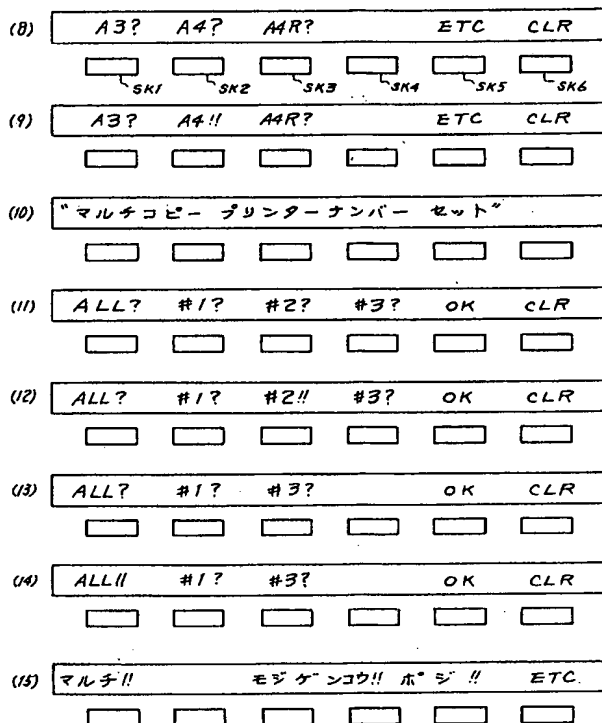 (8) A3? A4? A4R? ETC CLR
SK1 SK2 SK3 SK4 SK5 SK6
(9) A3? A4!! A4R? ETC CLR
(10) "マルチコピー プリンターナンバー セット"
(11) ALL? #1? #2? #3? OK CLR
(12) ALL? #1? #2!! #3? OK CLR
(13) ALL? #1? #3? OK CLR
(14) ALL!! #1? #3? OK CLR
(15) マルチ!! モジゲンコウ!! ポジ!! ETC.